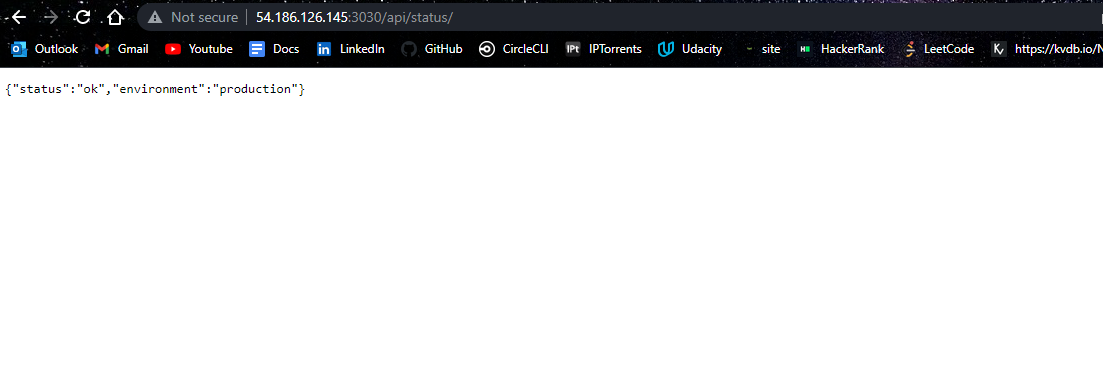 Not secure 54.186.126.145:3030/api/status/
Outlook Gmail Youtube Docs LinkedIn GitHub CircleCLI IPt IPTorrents Udacity site HackerRank LeetCode https://kvdb.io/N
{"status":"ok","environment":"production"}